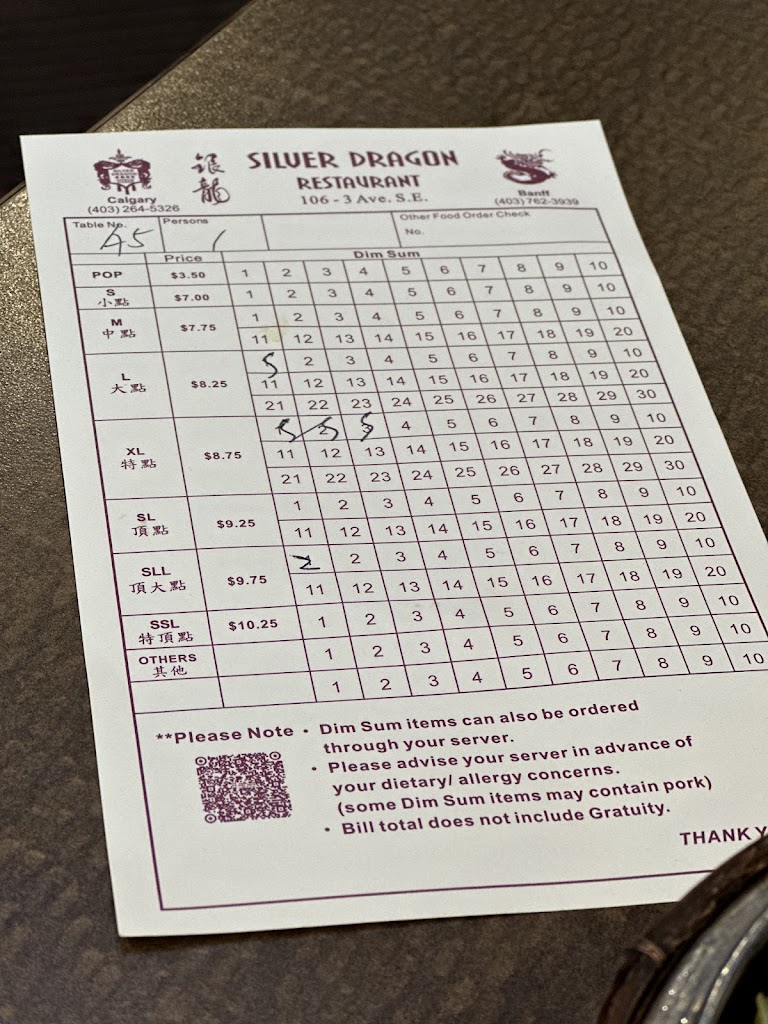 銀龍 SILVER DRAGON
RESTAURANT
106 - 3 Ave. S.E.
Calgary
(403) 264-5326
Banff
(403) 762-3939
Table No. 45 Persons 1 Other Food Order Check
No.
Price Dim Sum
POP $3.50 1 2 3 4 5 6 7 8 9 10
S 小點 $7.00 1 2 3 4 5 6 7 8 9 10
M 中點 $7.75 1 2 3 4 5 6 7 8 9 10
11 12 13 14 15 16 17 18 19 20
L 大點 $8.25 5 2 3 4 5 6 7 8 9 10
11 12 13 14 15 16 17 18 19 20
21 22 23 24 25 26 27 28 29 30
XL 特點 $8.75 5 5 5 4 5 6 7 8 9 10
11 12 13 14 15 16 17 18 19 20
21 22 23 24 25 26 27 28 29 30
SL 頂點 $9.25 1 2 3 4 5 6 7 8 9 10
11 12 13 14 15 16 17 18 19 20
SLL 頂大點 $9.75 2 2 3 4 5 6 7 8 9 10
11 12 13 14 15 16 17 18 19 20
SSL 特頂點 $10.25 1 2 3 4 5 6 7 8 9 10
OTHERS 其他 1 2 3 4 5 6 7 8 9 10
1 2 3 4 5 6 7 8 9 10
**Please Note • Dim Sum items can also be ordered
through your server.
• Please advise your server in advance of
your dietary/ allergy concerns.
(some Dim Sum items may contain pork)
• Bill total does not include Gratuity.
THANK Y